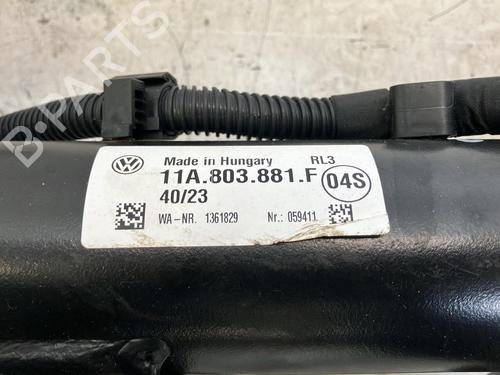 B-PARTS
Made in Hungary RL3
11A.803.881.F 04S
40/23
WA-NR. 1361829 Nr.: 059411